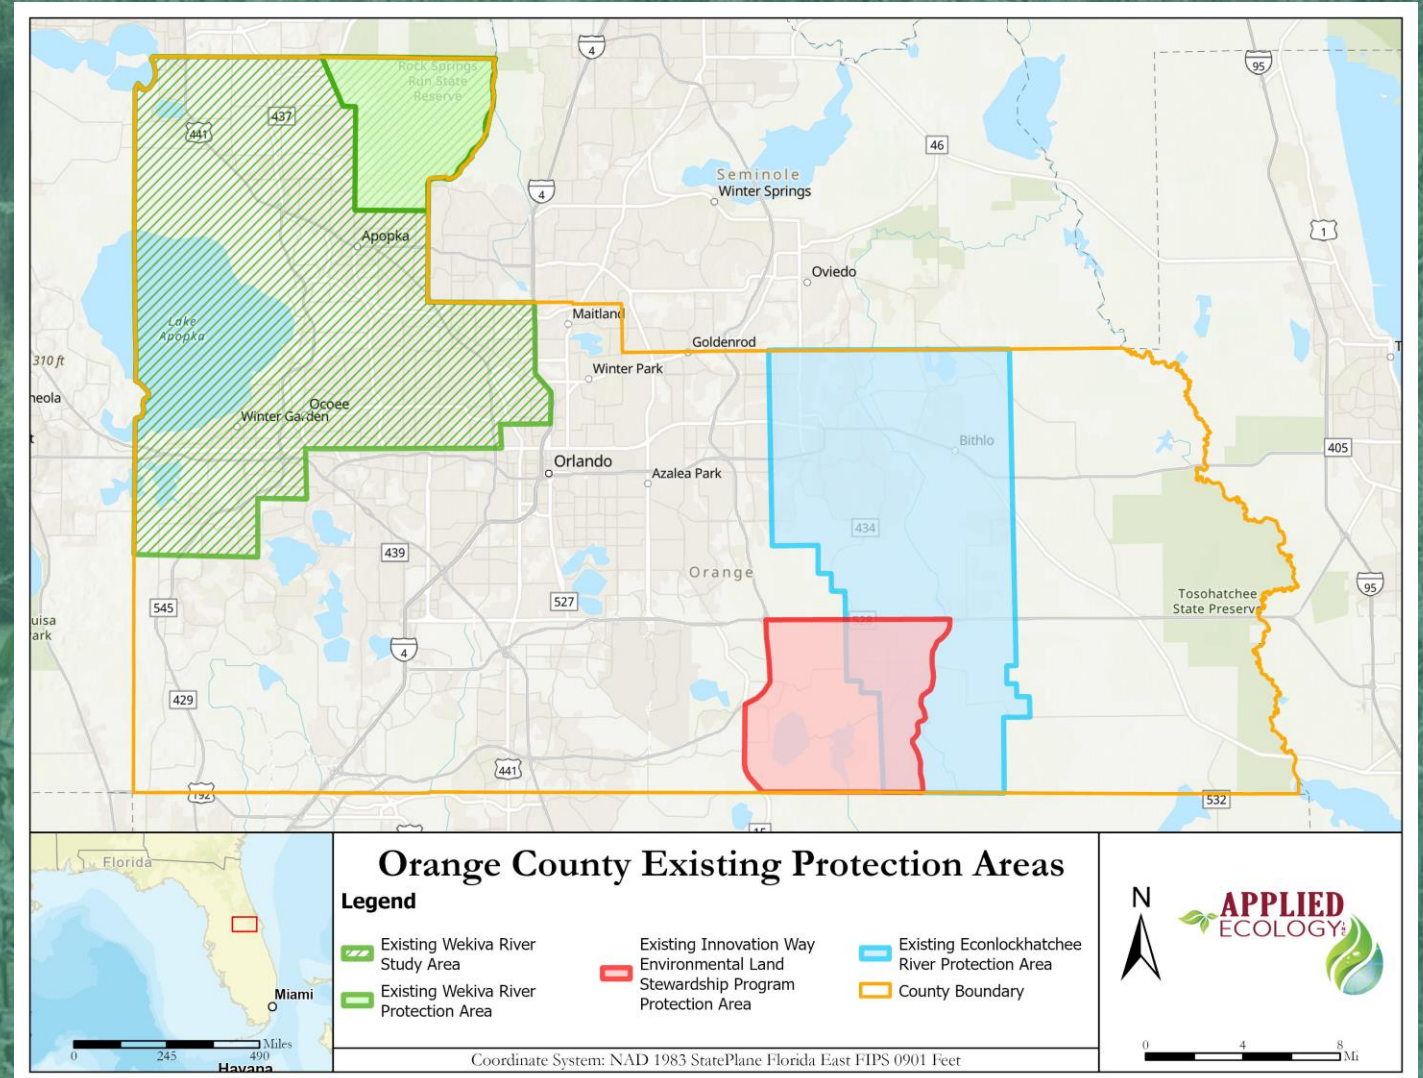 4
95
Rock Springs
Run State
Reserve
437
441
46
Seminole
Winter Springs
4
1
Apopka
Oviedo
Lake
Apopka
Maitland
Goldenrod
310 ft
Winter Park
Ocoee
Winter Garden
Bithlo
405
Orlando
Azalea Park
434
439
Orange
95
527
545
Tosohatchee
State Preserv
528
4
429
441
192
532
15
Florida
Miami
Havana
0 245 490 Miles
Orange County Existing Protection Areas
Legend
Existing Wekiva River
Study Area
Existing Wekiva River
Protection Area
Existing Innovation Way
Environmental Land
Stewardship Program
Protection Area
Existing Econlockhatchee
River Protection Area
County Boundary
Coordinate System: NAD 1983 StatePlane Florida East FIPS 0901 Feet
N
APPLIED
ECOLOGY
0 4 8 Mi